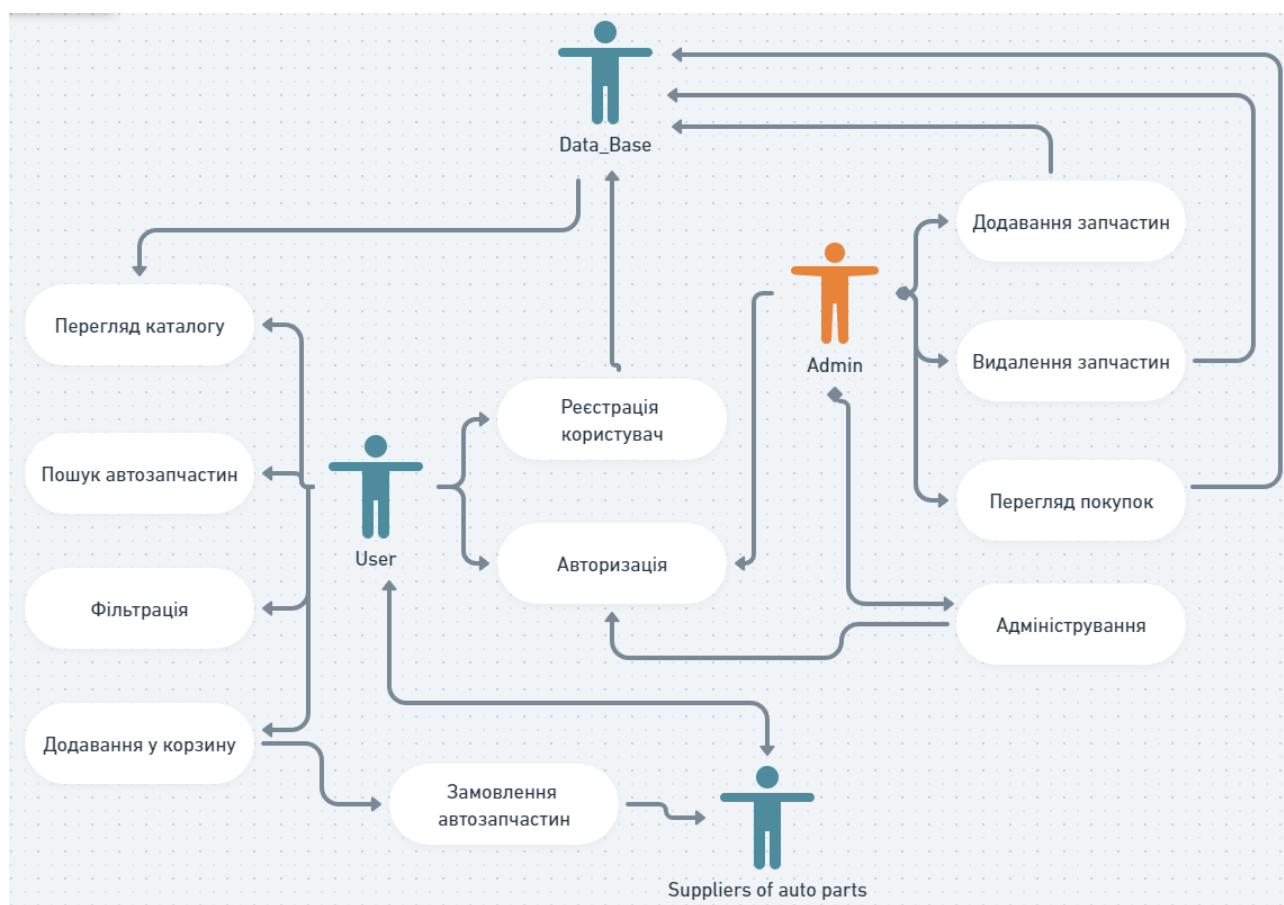 Data_Base
Додавання запчастин
Перегляд каталогу
Admin
Видалення запчастин
Реєстрація
користувач
Пошук автозапчастин
Перегляд покупок
User
Авторизація
Фільтрація
Адміністрування
Додавання у корзину
Замовлення
автозапчастин
Suppliers of auto parts